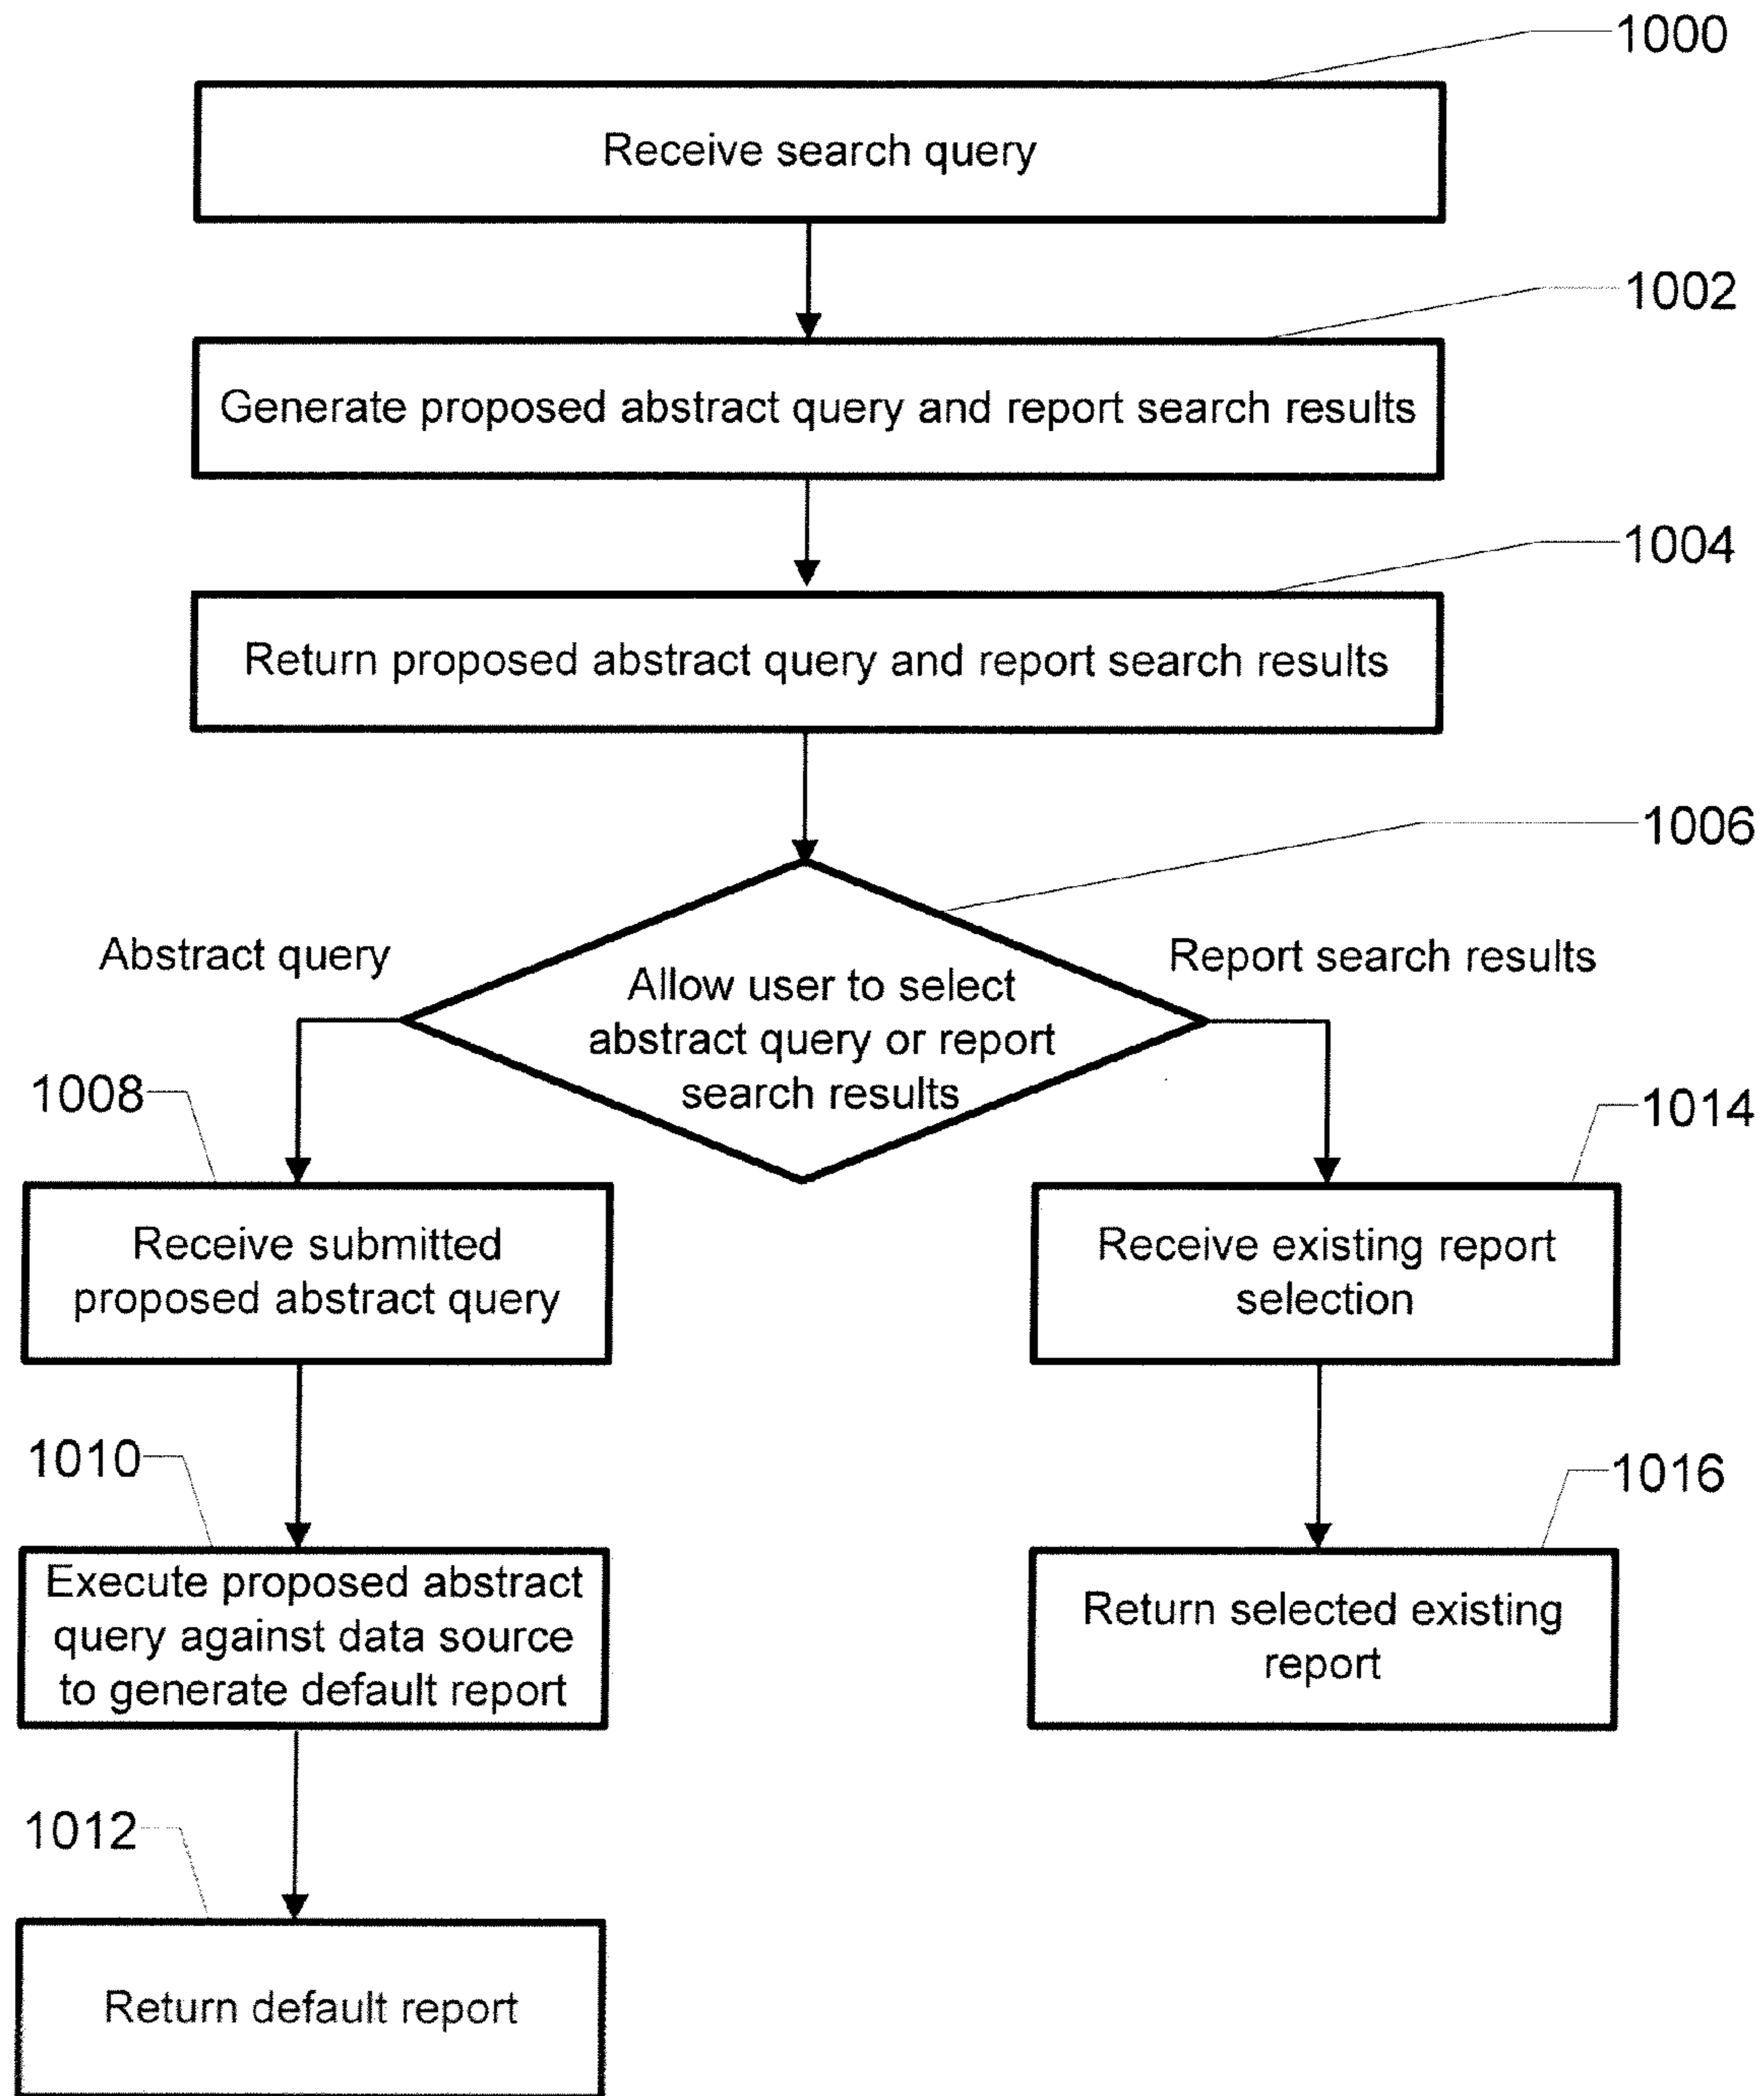 1000
Receive search query
1002
Generate proposed abstract query and report search results
1004
Return proposed abstract query and report search results
1006
Abstract query
Report search results
Allow user to select
abstract query or report
search results
1008
1014
Receive submitted
proposed abstract query
Receive existing report
selection
1010
1016
Execute proposed abstract
query against data source
to generate default report
Return selected existing
report
1012
Return default report